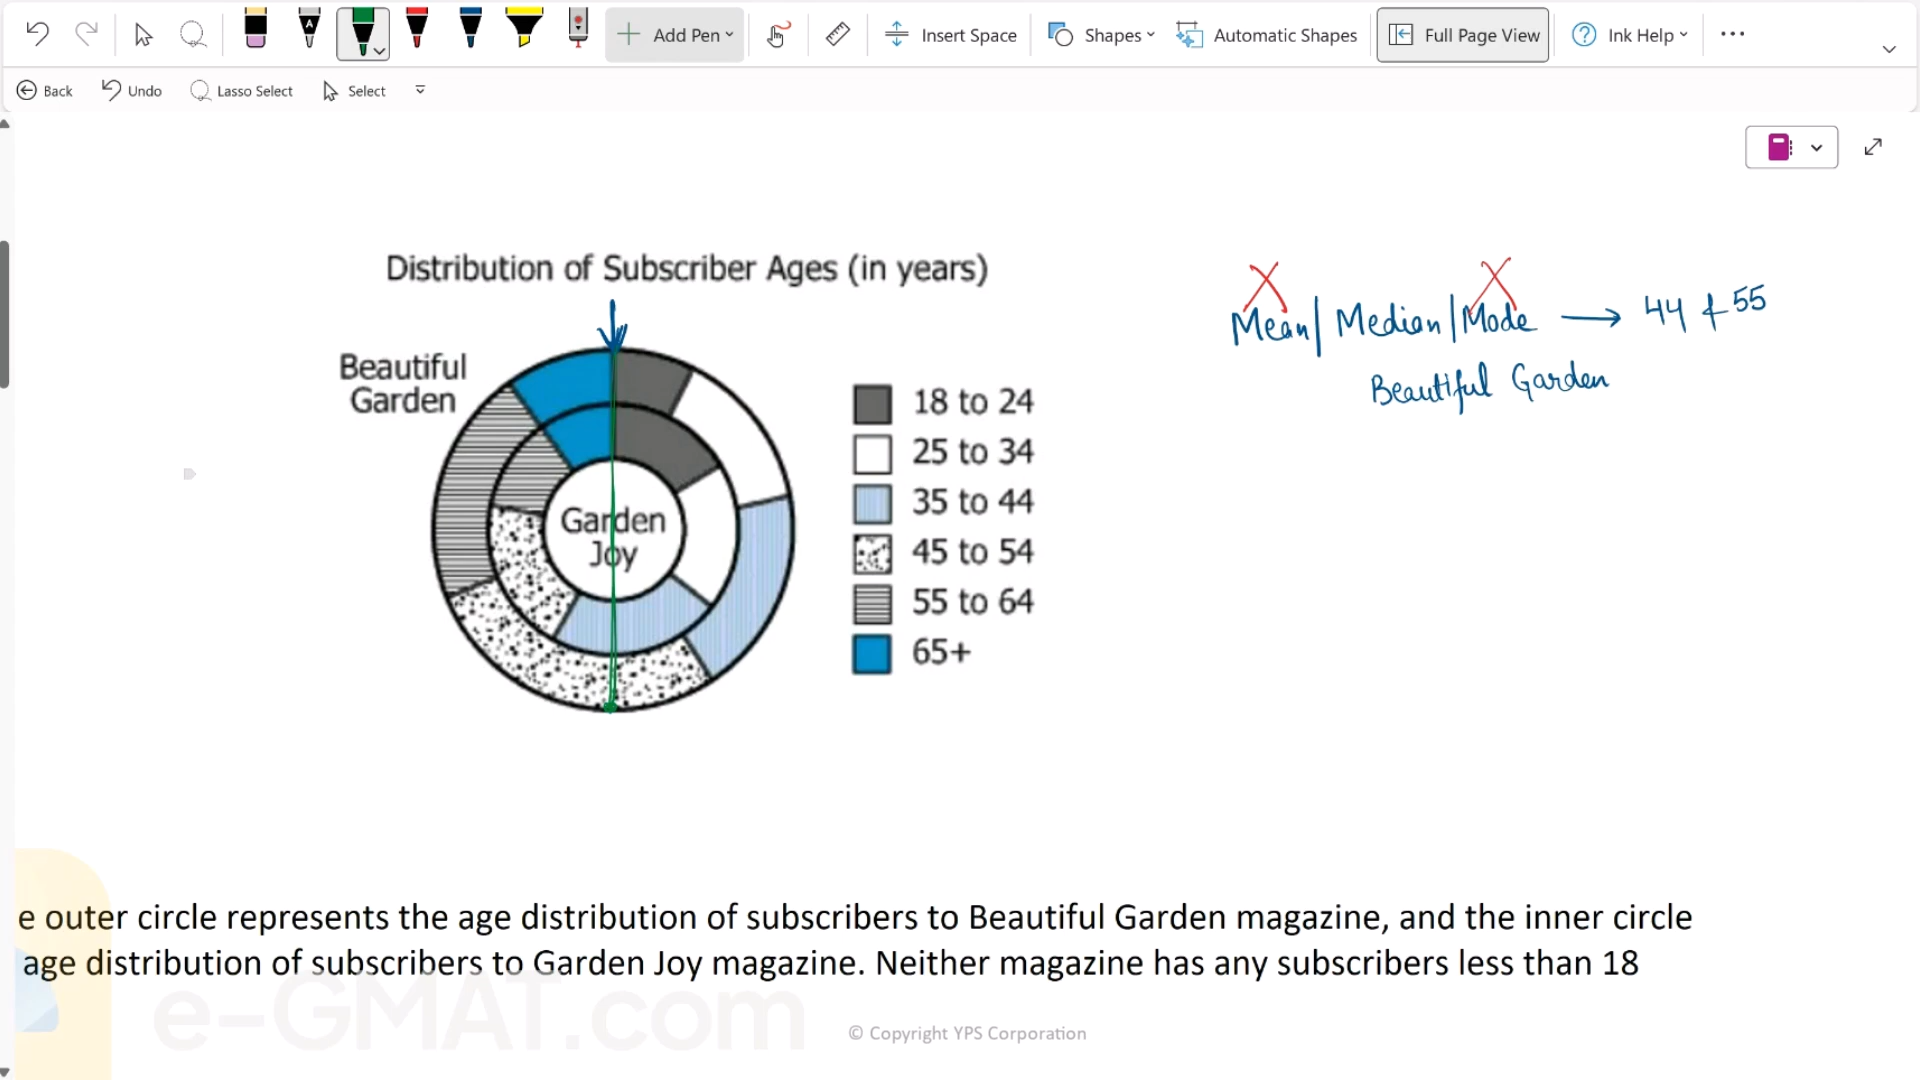 A
Add Pen
Insert Space
Shapes
Automatic Shapes
Full Page View
Ink Help
Back
Undo
Lasso Select
Select
Distribution of Subscriber Ages (in years)
Beautiful
Garden
Garden
Joy
18 to 24
25 to 34
35 to 44
45 to 54
55 to 64
65+
Mean | Median | Mode → 44 & 55
Beautiful Garden
e outer circle represents the age distribution of subscribers to Beautiful Garden magazine, and the inner circle
age distribution of subscribers to Garden Joy magazine. Neither magazine has any subscribers less than 18
e-GMAT.com
© Copyright YPS Corporation